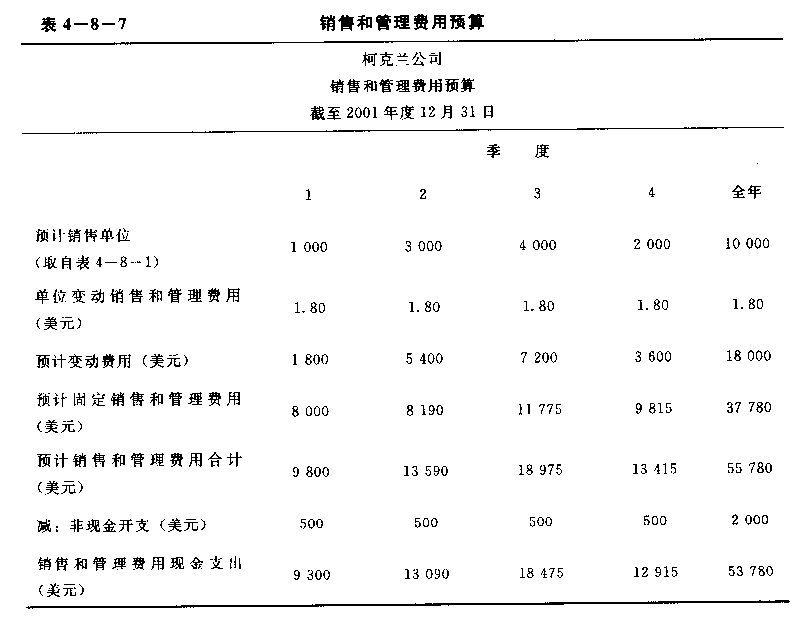 表4—8—7 销售和管理费用预算
柯克兰公司
销售和管理费用预算
截至2001年度12月31日
季 度
1 2 3 4 全年
预计销售单位
(取自表4—8—1) 1 000 3 000 4 000 2 000 10 000
单位变动销售和管理费用
(美元) 1.80 1.80 1.80 1.80 1.80
预计变动费用(美元) 1 800 5 400 7 200 3 600 18 000
预计固定销售和管理费用
(美元) 8 000 8 190 11 775 9 815 37 780
预计销售和管理费用合计
(美元) 9 800 13 590 18 975 13 415 55 780
减:非现金开支(美元) 500 500 500 500 2 000
销售和管理费用现金支出
(美元) 9 300 13 090 18 475 12 915 53 780